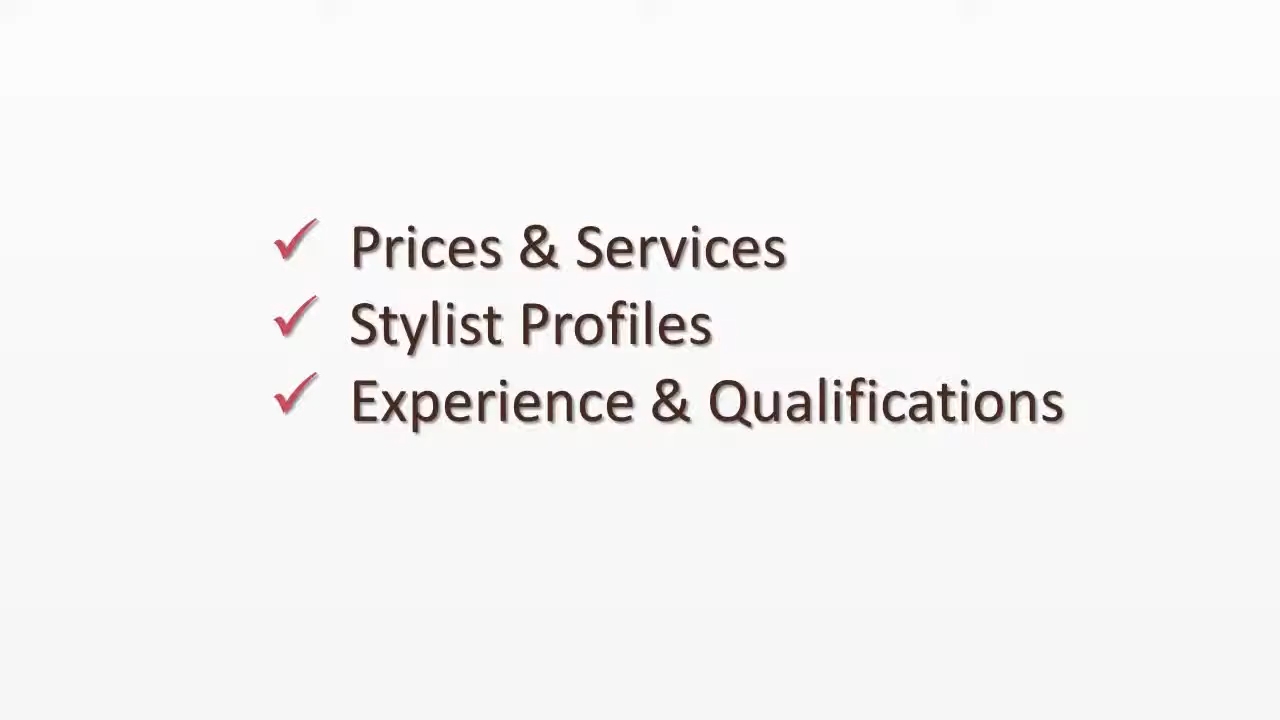 ✓ Prices & Services
✓ Stylist Profiles
✓ Experience & Qualifications